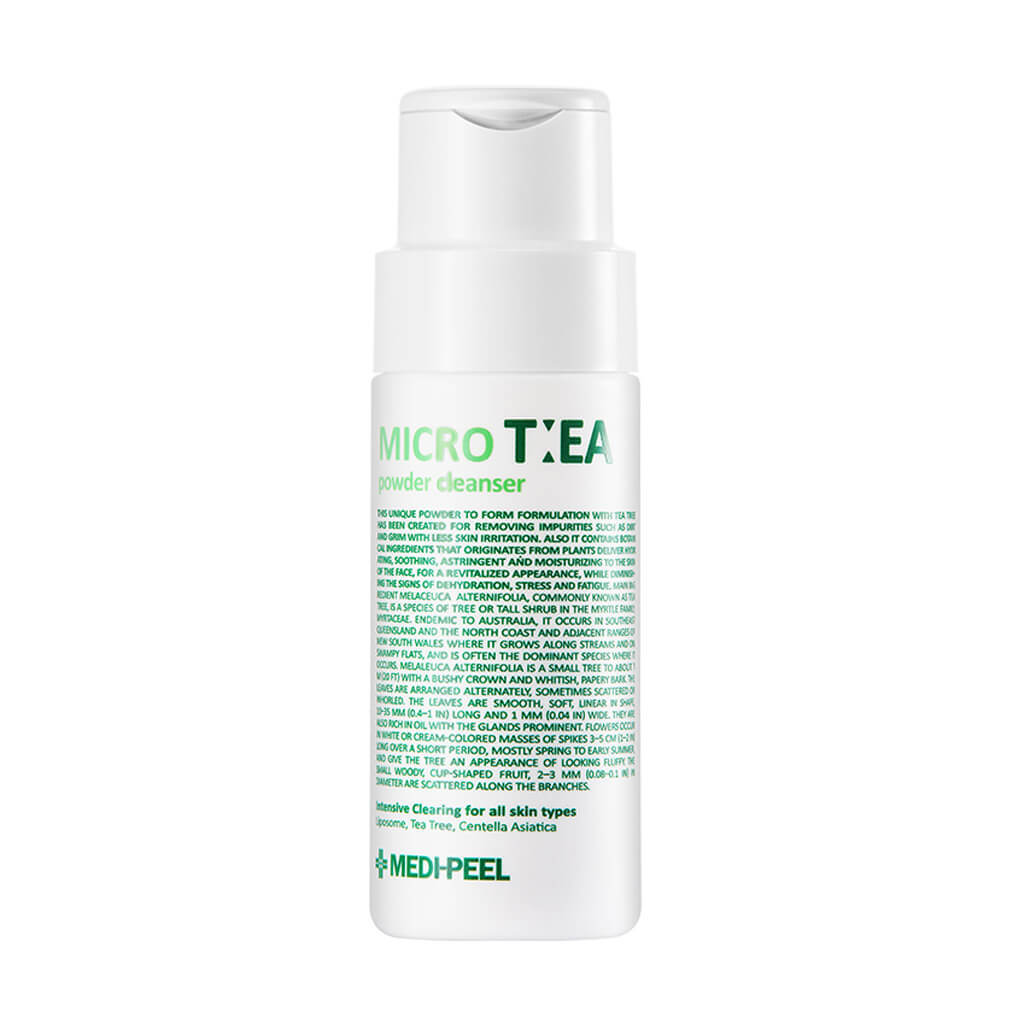 MICRO T:EA
powder cleanser
THIS UNIQUE POWDER TO FORM FORMULATION WITH TEA TREE
HAS BEEN CREATED FOR REMOVING IMPURITIES SUCH AS DIRT
AND GRIM WITH LESS SKIN IRRITATION. ALSO IT CONTAINS BOTANI
CAL INGREDIENTS THAT ORIGINATES FROM PLANTS DELIVER HYDR
ATING, SOOTHING, ASTRINGENT AND MOISTURIZING TO THE SKIN
OF THE FACE, FOR A REVITALIZED APPEARANCE, WHILE DIMINISH
ING THE SIGNS OF DEHYDRATION, STRESS AND FATIGUE. MAIN ING
REDIENT MELACEUCA ALTERNIFOLIA, COMMONLY KNOWN AS TEA
TREE, IS A SPECIES OF TREE OR TALL SHRUB IN THE MYRTLE FAMILY,
MYRTACEAE. ENDEMIC TO AUSTRALIA, IT OCCURS IN SOUTHEAST
QUEENSLAND AND THE NORTH COAST AND ADJACENT RANGES OF
NEW SOUTH WALES WHERE IT GROWS ALONG STREAMS AND ON
SWAMPY FLATS, AND IS OFTEN THE DOMINANT SPECIES WHERE IT
OCCURS. MELALEUCA ALTERNIFOLIA IS A SMALL TREE TO ABOUT 7
M (20 FT) WITH A BUSHY CROWN AND WHITISH, PAPERY BARK. THE
LEAVES ARE ARRANGED ALTERNATELY, SOMETIMES SCATTERED OR
WHORLED. THE LEAVES ARE SMOOTH, SOFT, LINEAR IN SHAPE,
10–35 MM (0.4–1 IN) LONG AND 1 MM (0.04 IN) WIDE. THEY ARE
ALSO RICH IN OIL WITH THE GLANDS PROMINENT. FLOWERS OCCUR
IN WHITE OR CREAM-COLORED MASSES OF SPIKES 3–5 CM (1–2 IN)
LONG OVER A SHORT PERIOD, MOSTLY SPRING TO EARLY SUMMER,
AND GIVE THE TREE AN APPEARANCE OF LOOKING FLUFFY. THE
SMALL WOODY, CUP-SHAPED FRUIT, 2–3 MM (0.08–0.1 IN) IN
DIAMETER ARE SCATTERED ALONG THE BRANCHES.
Intensive Clearing for all skin types
Liposome, Tea Tree, Centella Asiatica
MEDI-PEEL